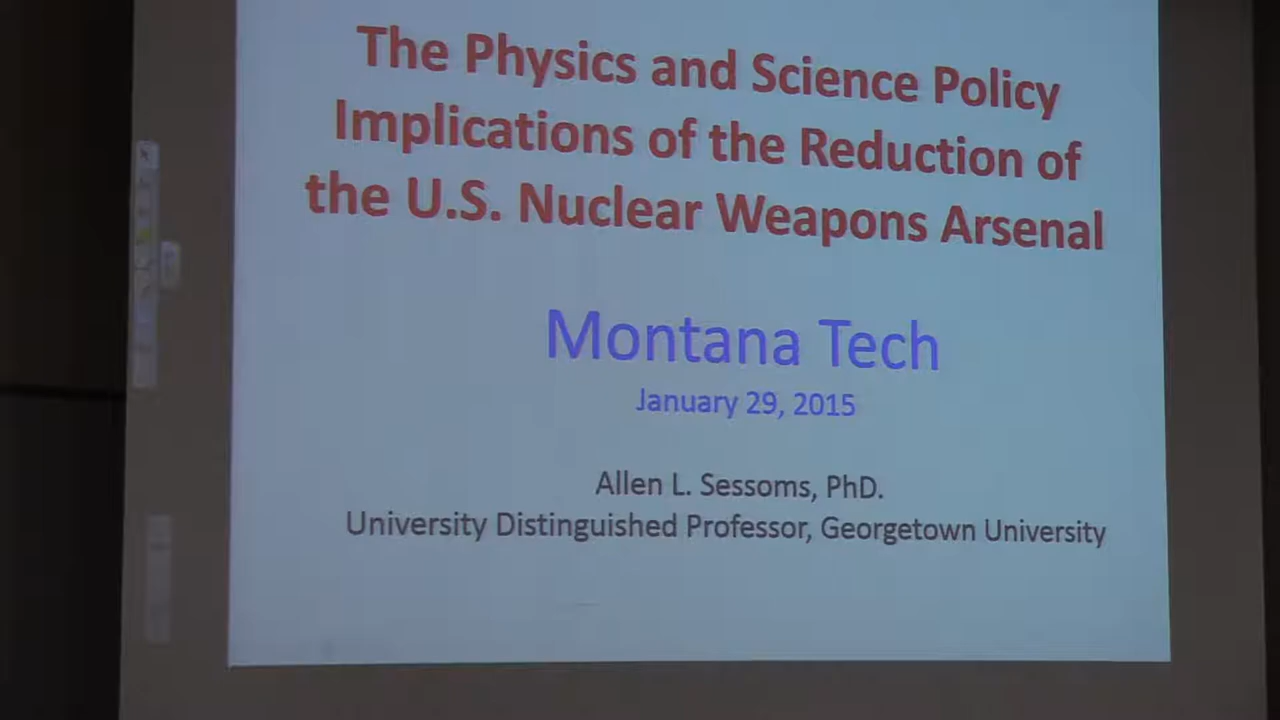 The Physics and Science Policy
Implications of the Reduction of
the U.S. Nuclear Weapons Arsenal
Montana Tech
January 29, 2015
Allen L. Sessoms, PhD.
University Distinguished Professor, Georgetown University